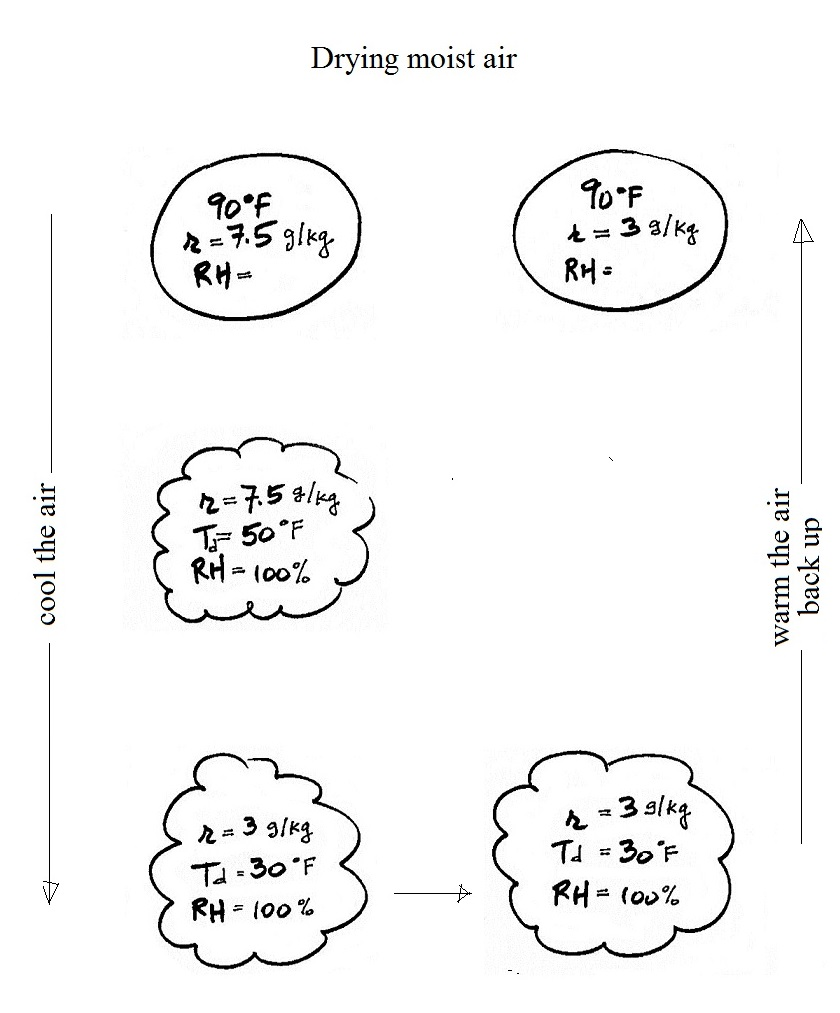 Drying moist air
90°F
r = 7.5 g/kg
RH =
90°F
r = 3 g/kg
RH =
cool the air
r = 7.5 g/kg
Td = 50°F
RH = 100%
warm the air
back up
r = 3 g/kg
Td = 30°F
RH = 100%
r = 3 g/kg
Td = 30°F
RH = 100%